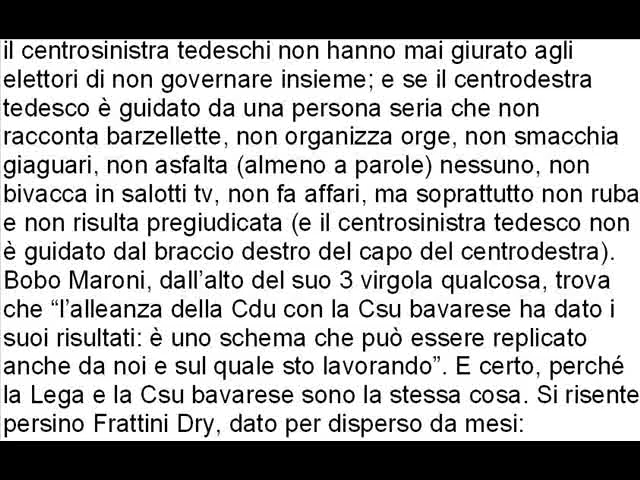 il centrosinistra tedeschi non hanno mai giurato agli
elettori di non governare insieme; e se il centrodestra
tedesco è guidato da una persona seria che non
racconta barzellette, non organizza orge, non smacchia
giaguari, non asfalta (almeno a parole) nessuno, non
bivacca in salotti tv, non fa affari, ma soprattutto non ruba
e non risulta pregiudicata (e il centrosinistra tedesco non
è guidato dal braccio destro del capo del centrodestra).
Bobo Maroni, dall’alto del suo 3 virgola qualcosa, trova
che “l’alleanza della Cdu con la Csu bavarese ha dato i
suoi risultati: è uno schema che può essere replicato
anche da noi e sul quale sto lavorando”. E certo, perché
la Lega e la Csu bavarese sono la stessa cosa. Si risente
persino Frattini Dry, dato per disperso da mesi: